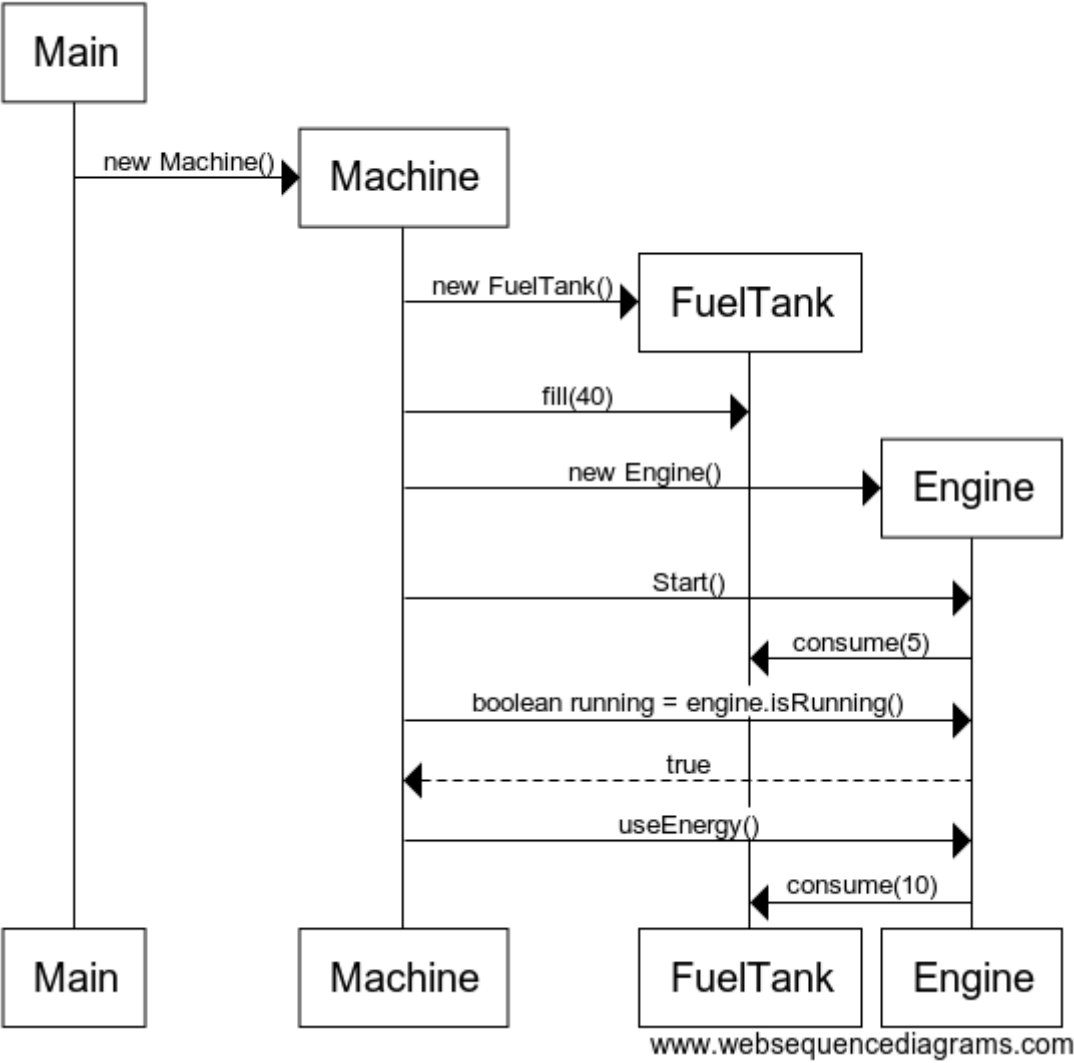 Main
new Machine()
Machine
new FuelTank()
FuelTank
fill(40)
new Engine()
Engine
Start()
consume(5)
boolean running = engine.isRunning()
true
useEnergy()
consume(10)
Main
Machine
FuelTank
Engine
www.websequencediagrams.com